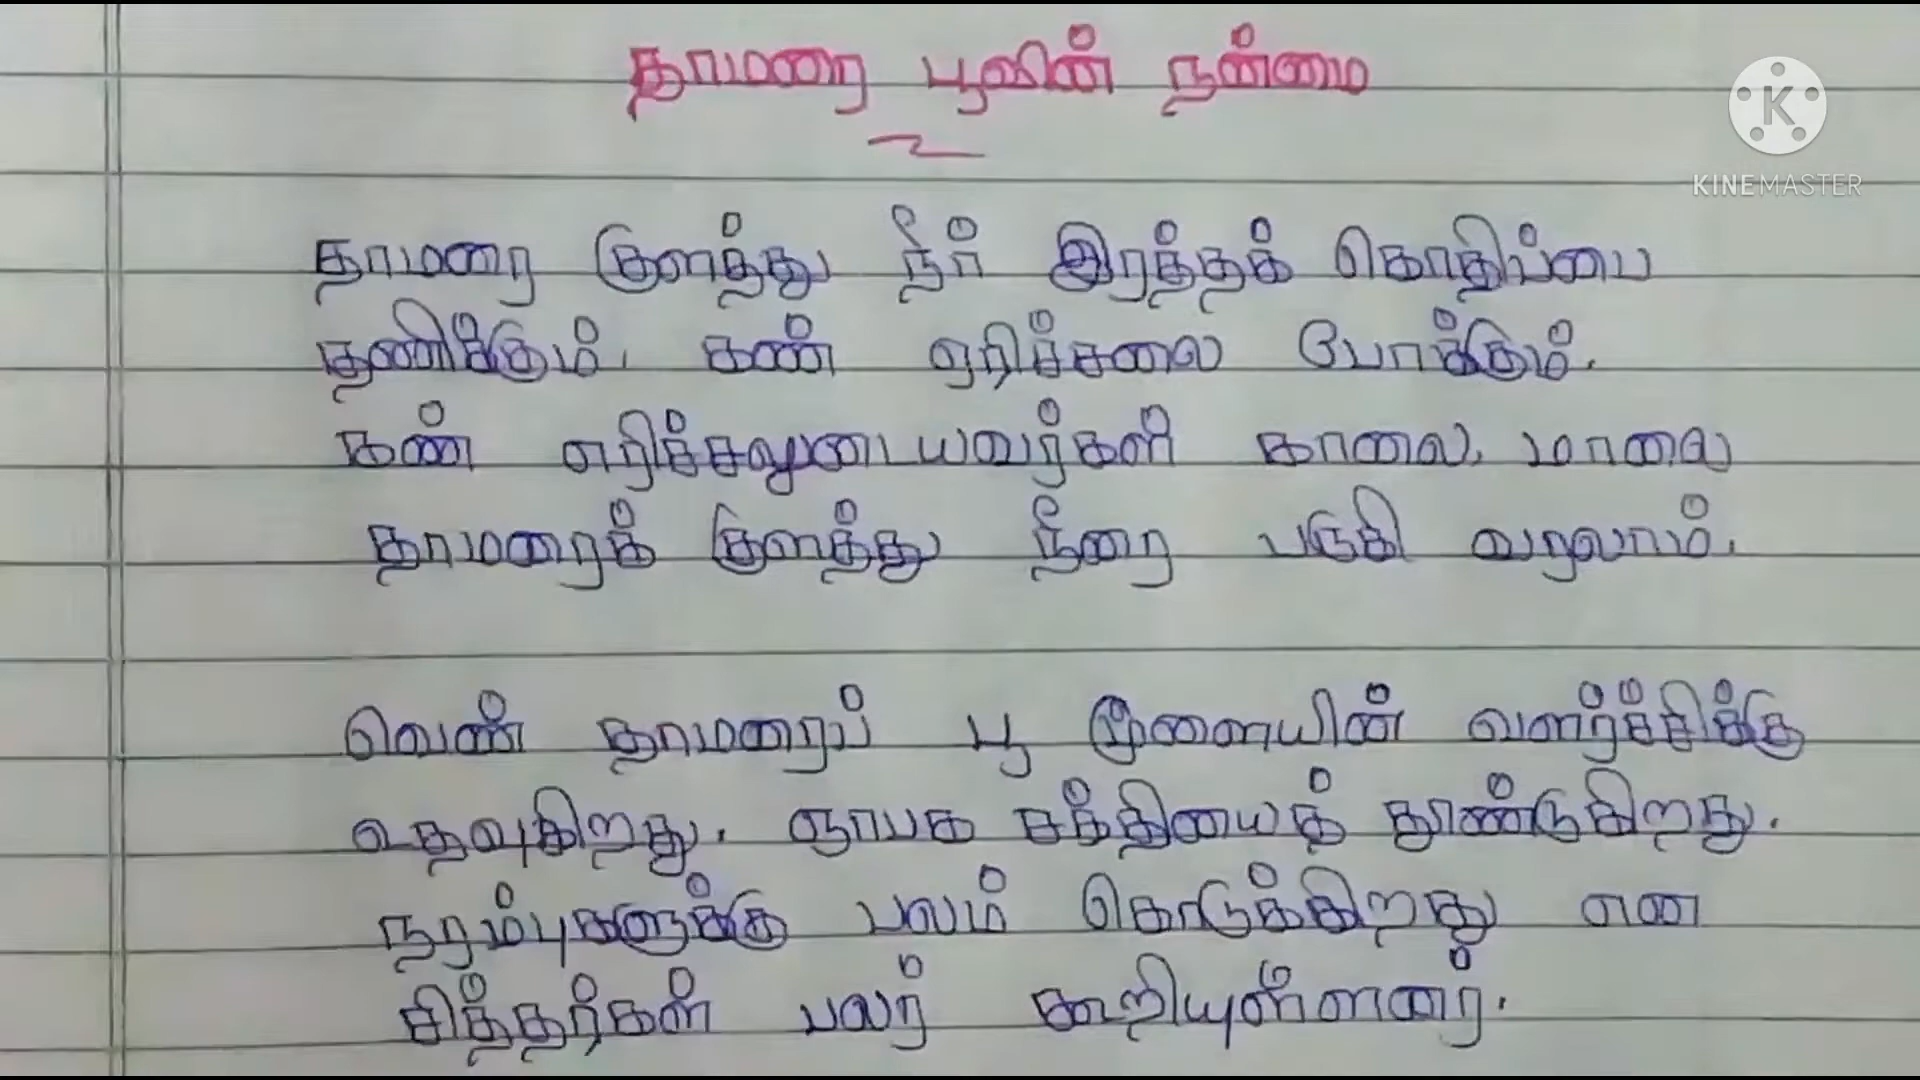 தாமரை பூவின் நன்மை
KINEMASTER
தாமரை குளத்து நீர் இரத்தக் கொதிப்பை
தணிக்கும். கண் ஏரிச்சலை போக்கும்.
கண் எரிச்சலுடையவர்கள் காலை, மாலை
தாமரைக் குளத்து நீரை பருகி வரலாம்.
வெண் தாமரைப் பூ மூளையின் வளர்ச்சிக்கு
உதவுகிறது. ஞாபக சக்தியைத் தூண்டுகிறது.
நரம்புகளுக்கு பலம் கொடுக்கிறது என
சித்தர்கள் பலர் கூறியுள்ளனர்.